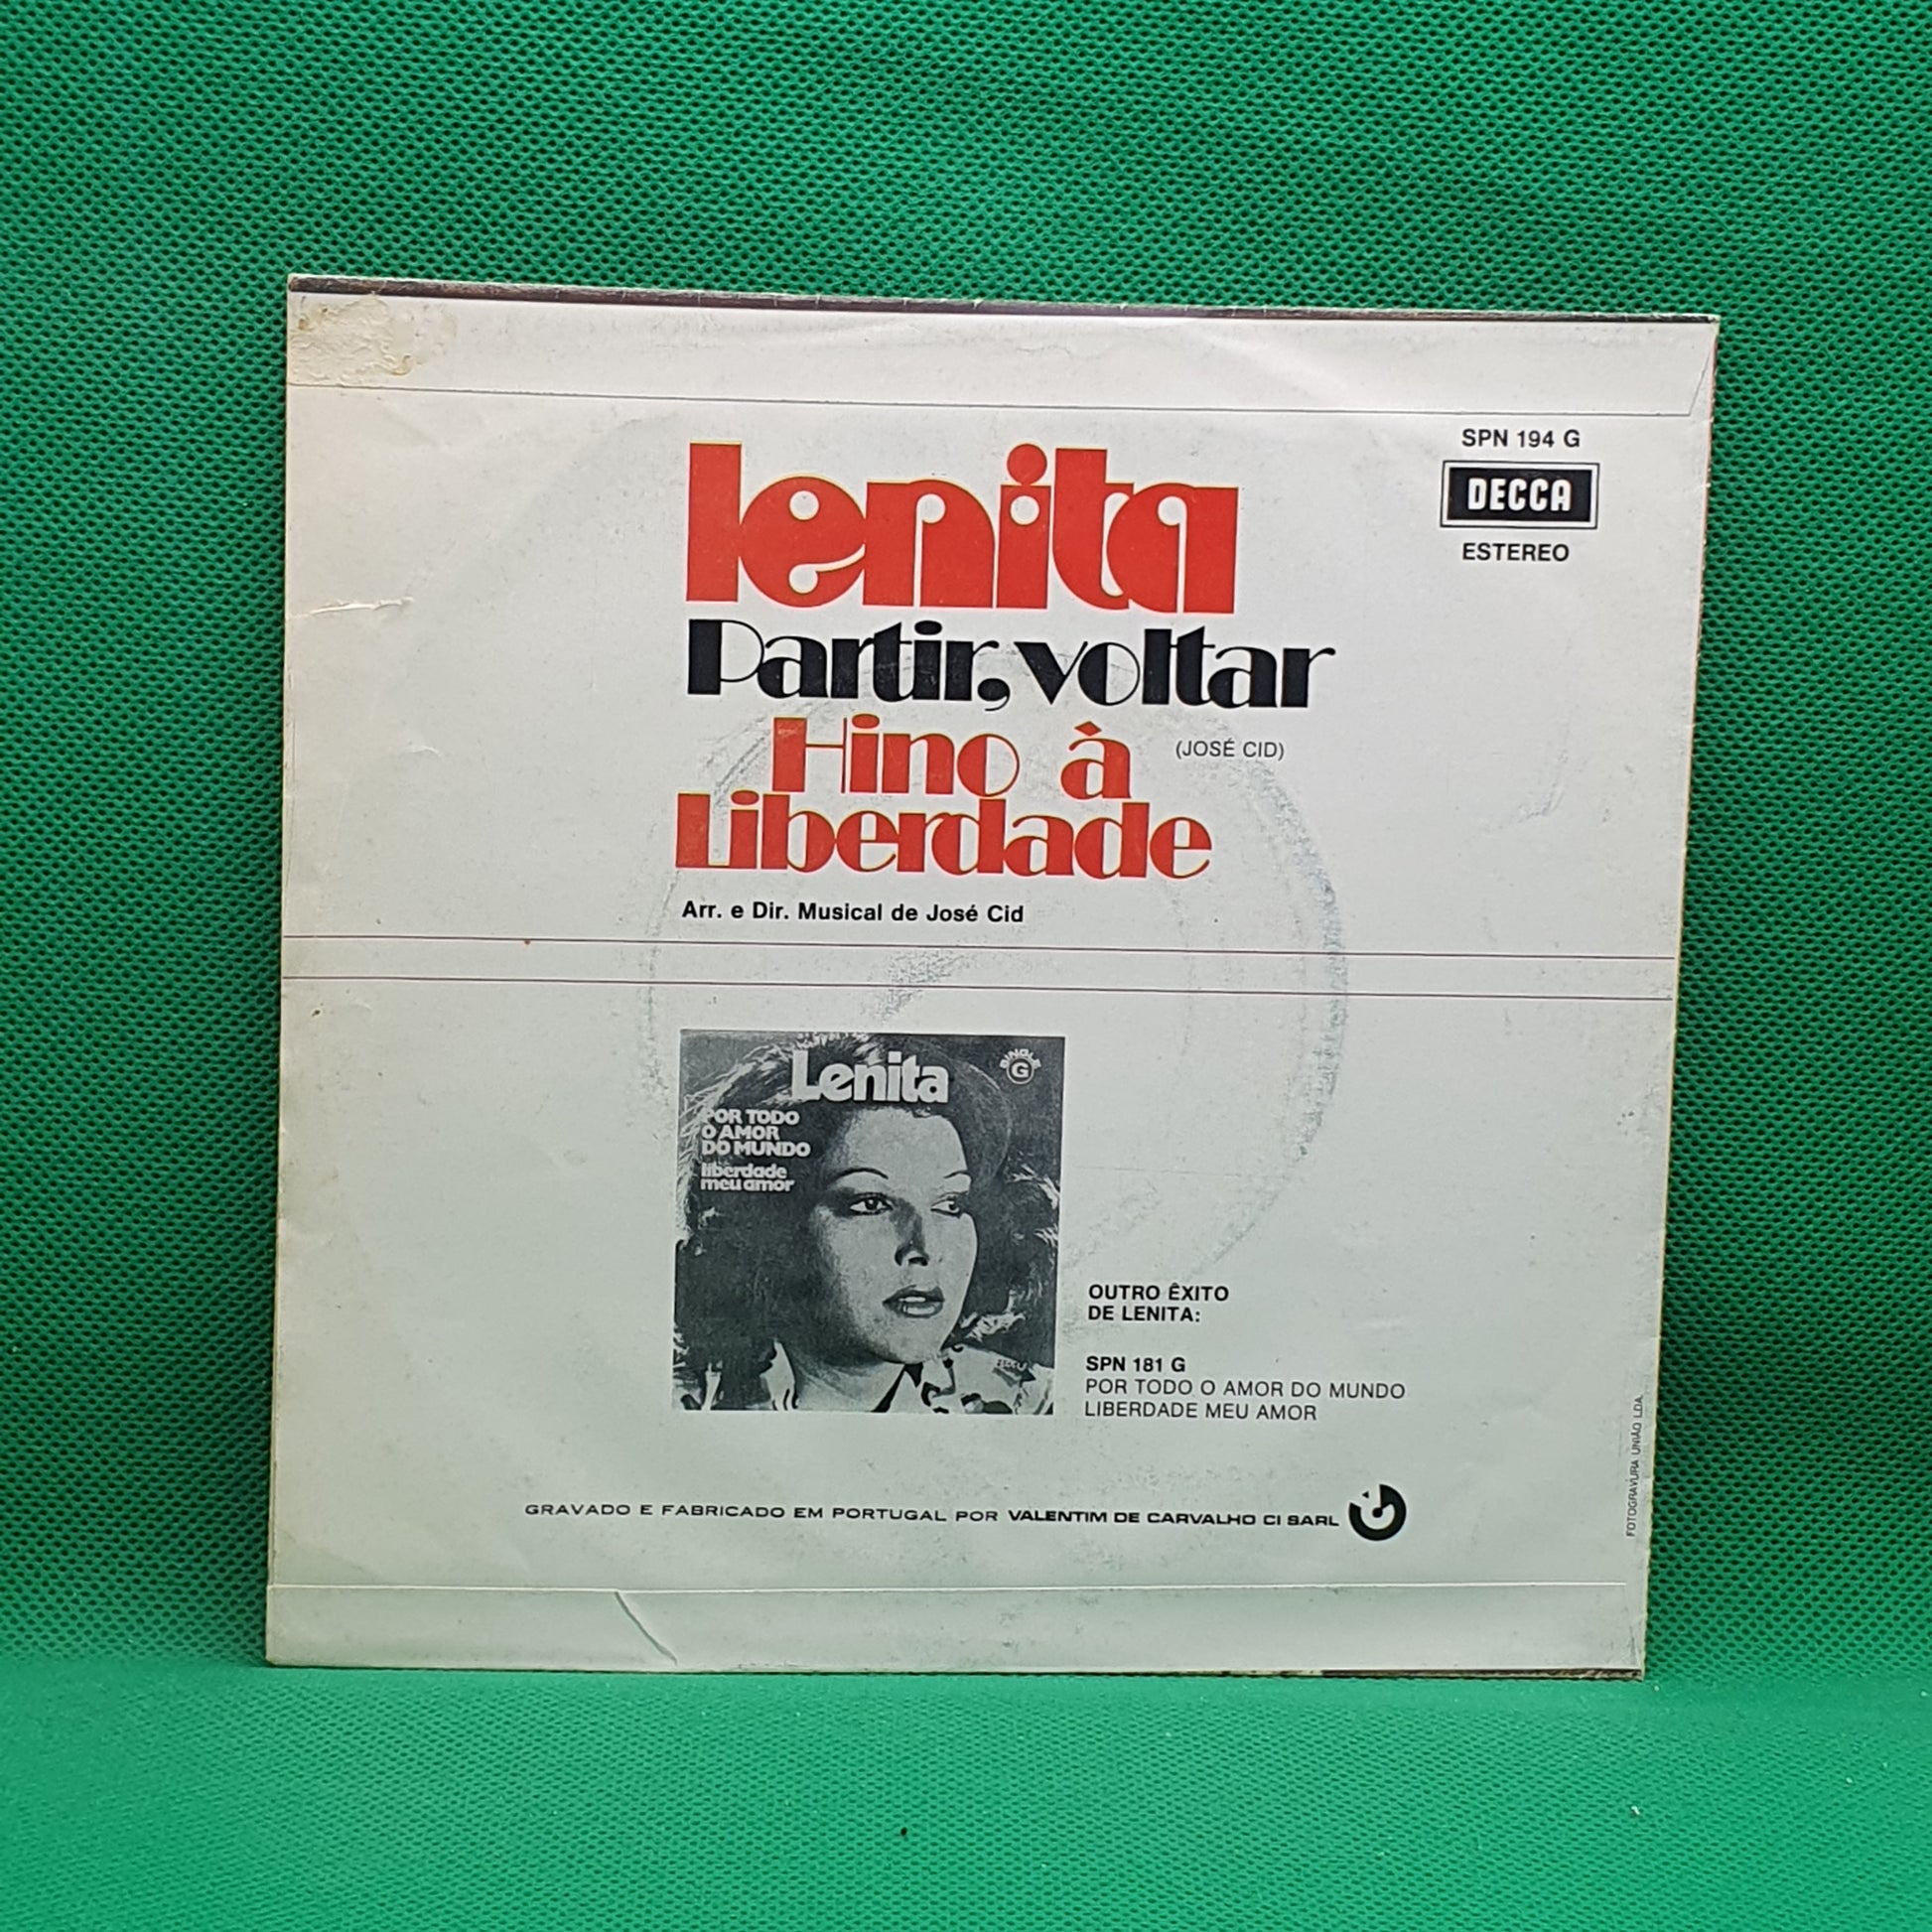 SPN 194 G
DECCA
ESTEREO
lenita
Partir, voltar
Hino à
(JOSÉ CID)
Liberdade
Arr. e Dir. Musical de José Cid
Lenita
SINGLE
G
POR TODO
O AMOR
DO MUNDO
liberdade
meu amor
OUTRO ÊXITO
DE LENITA:
SPN 181 G
POR TODO O AMOR DO MUNDO
LIBERDADE MEU AMOR
GRAVADO E FABRICADO EM PORTUGAL POR VALENTIM DE CARVALHO CI SARL
FOTOGRAVURA UNIÃO LDA.